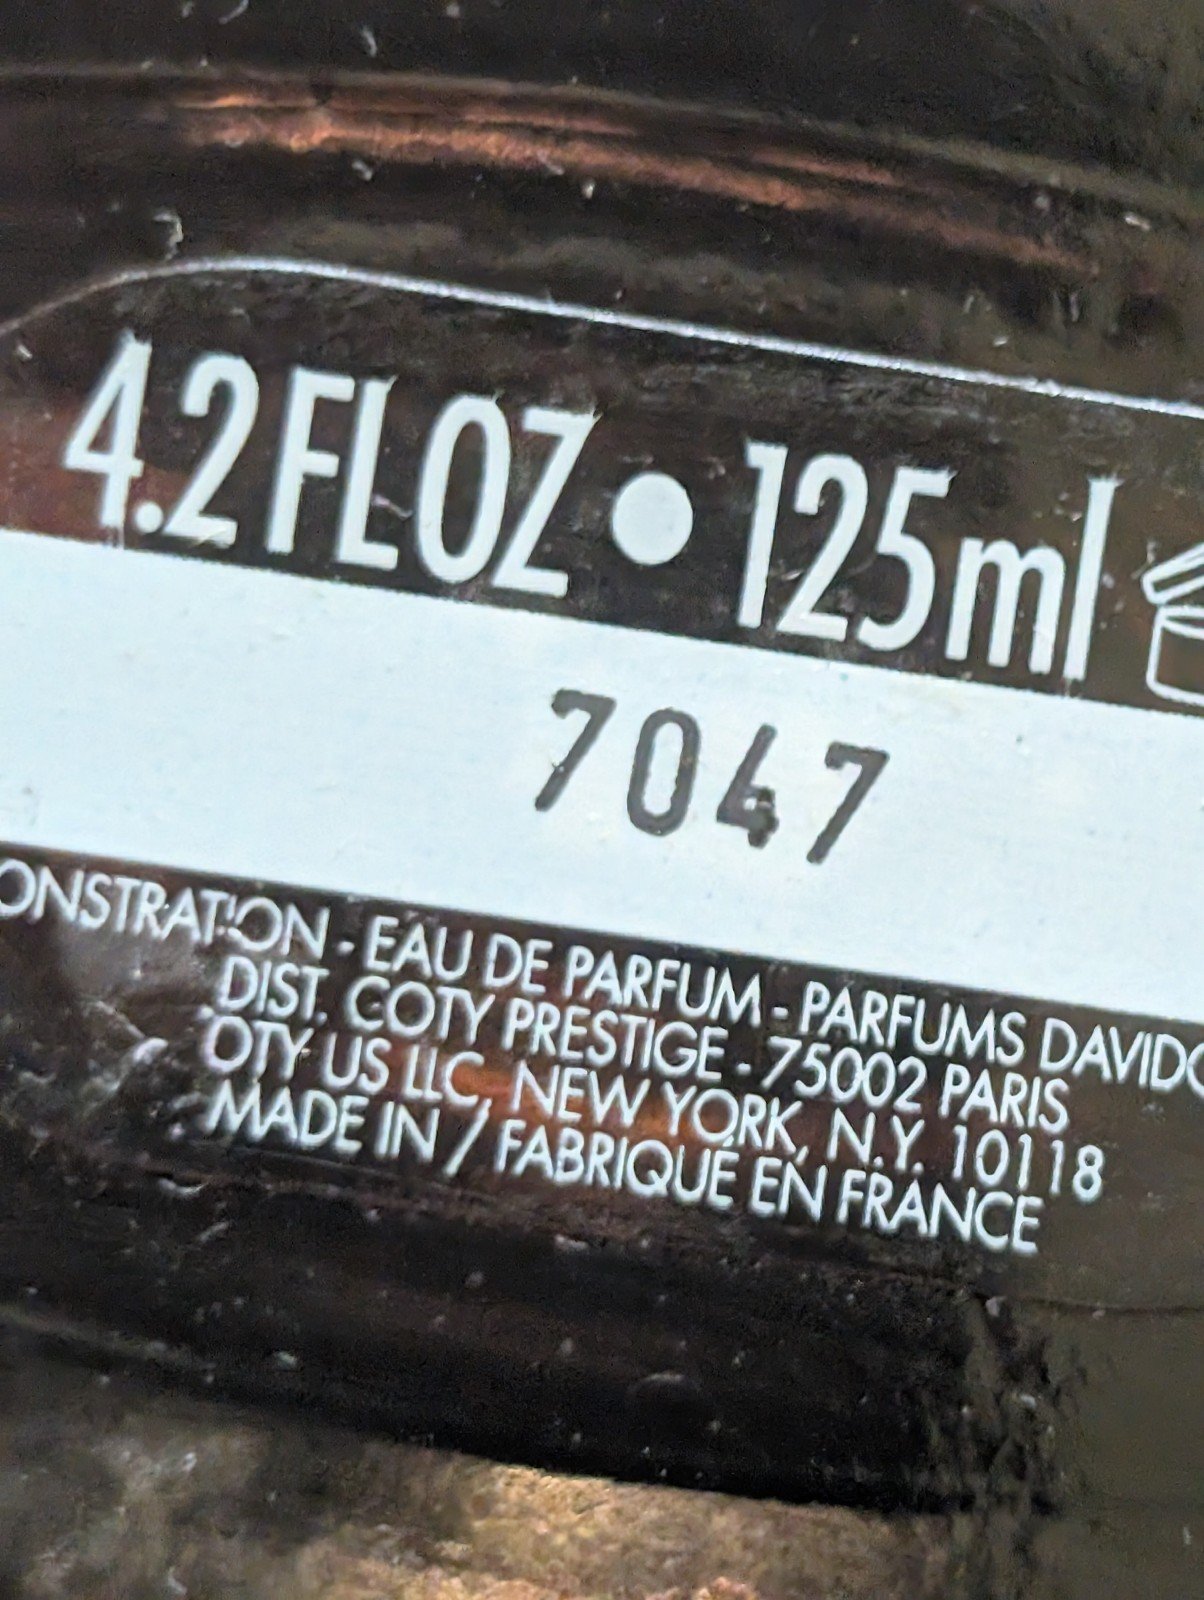 4.2 FL OZ • 125ml
7047
ONSTRATION - EAU DE PARFUM - PARFUMS DAVIDO
DIST. COTY PRESTIGE - 75002 PARIS
OTY US LLC, NEW YORK, N.Y. 10118
MADE IN / FABRIQUÉ EN FRANCE